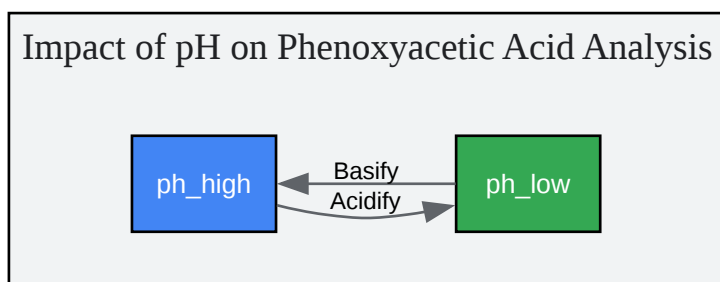 Impact of pH on Phenoxyacetic Acid Analysis
ph_high
Basify
Acidify
ph_low